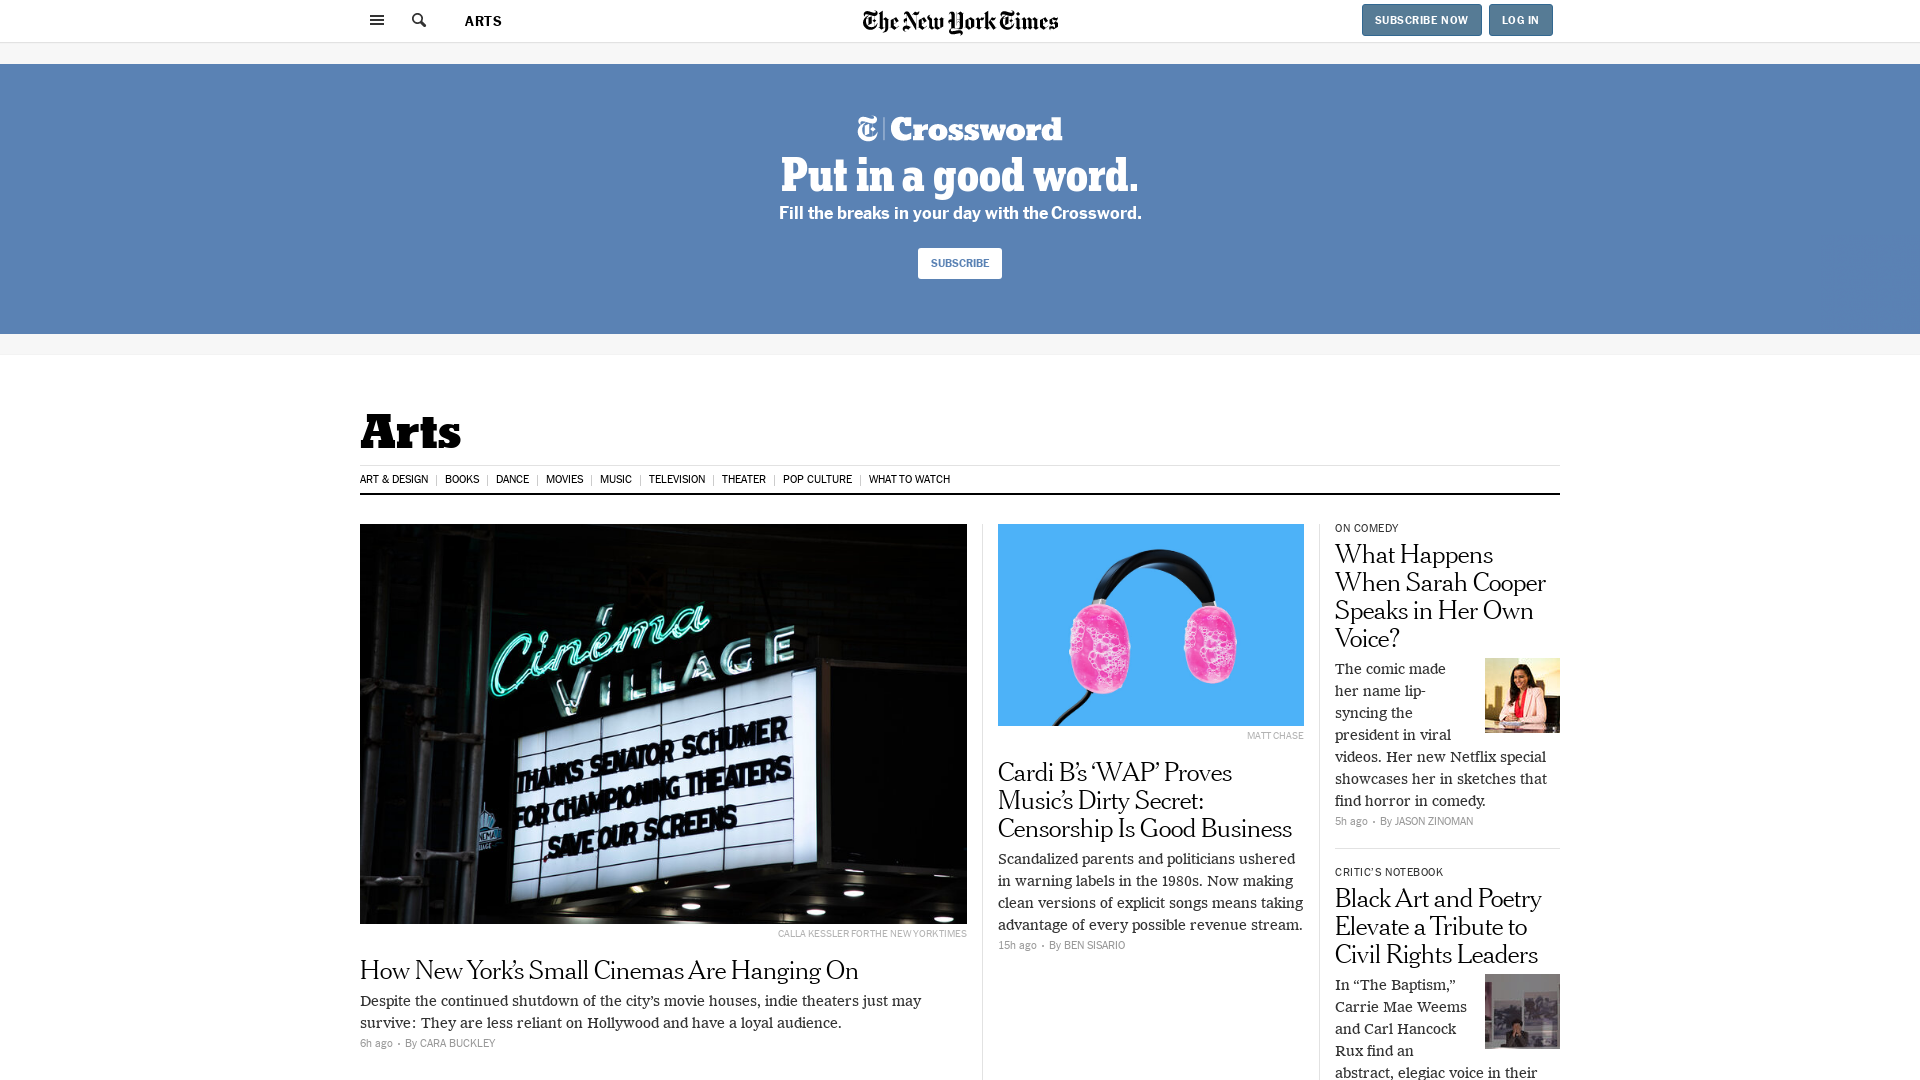 ARTS
The New York Times
SUBSCRIBE NOW
LOG IN
T Crossword
Put in a good word.
Fill the breaks in your day with the Crossword.
SUBSCRIBE
Arts
ART & DESIGN
BOOKS
DANCE
MOVIES
MUSIC
TELEVISION
THEATER
POP CULTURE
WHAT TO WATCH
Cinéma
VILLAGE
THANKS SENATOR SCHUMER
FOR CHAMPIONING THEATERS
SAVE OUR SCREENS
CALLA KESSLER FOR THE NEW YORK TIMES
How New York’s Small Cinemas Are Hanging On
Despite the continued shutdown of the city’s movie houses, indie theaters just may
survive: They are less reliant on Hollywood and have a loyal audience.
6h ago • By CARA BUCKLEY
MATT CHASE
Cardi B’s ‘WAP’ Proves
Music’s Dirty Secret:
Censorship Is Good Business
Scandalized parents and politicians ushered
in warning labels in the 1980s. Now making
clean versions of explicit songs means taking
advantage of every possible revenue stream.
15h ago • By BEN SISARIO
ON COMEDY
What Happens
When Sarah Cooper
Speaks in Her Own
Voice?
The comic made
her name lip-
syncing the
president in viral
videos. Her new Netflix special
showcases her in sketches that
find horror in comedy.
5h ago • By JASON ZINOMAN
CRITIC’S NOTEBOOK
Black Art and Poetry
Elevate a Tribute to
Civil Rights Leaders
In “The Baptism,”
Carrie Mae Weems
and Carl Hancock
Rux find an
abstract, elegiac voice in their